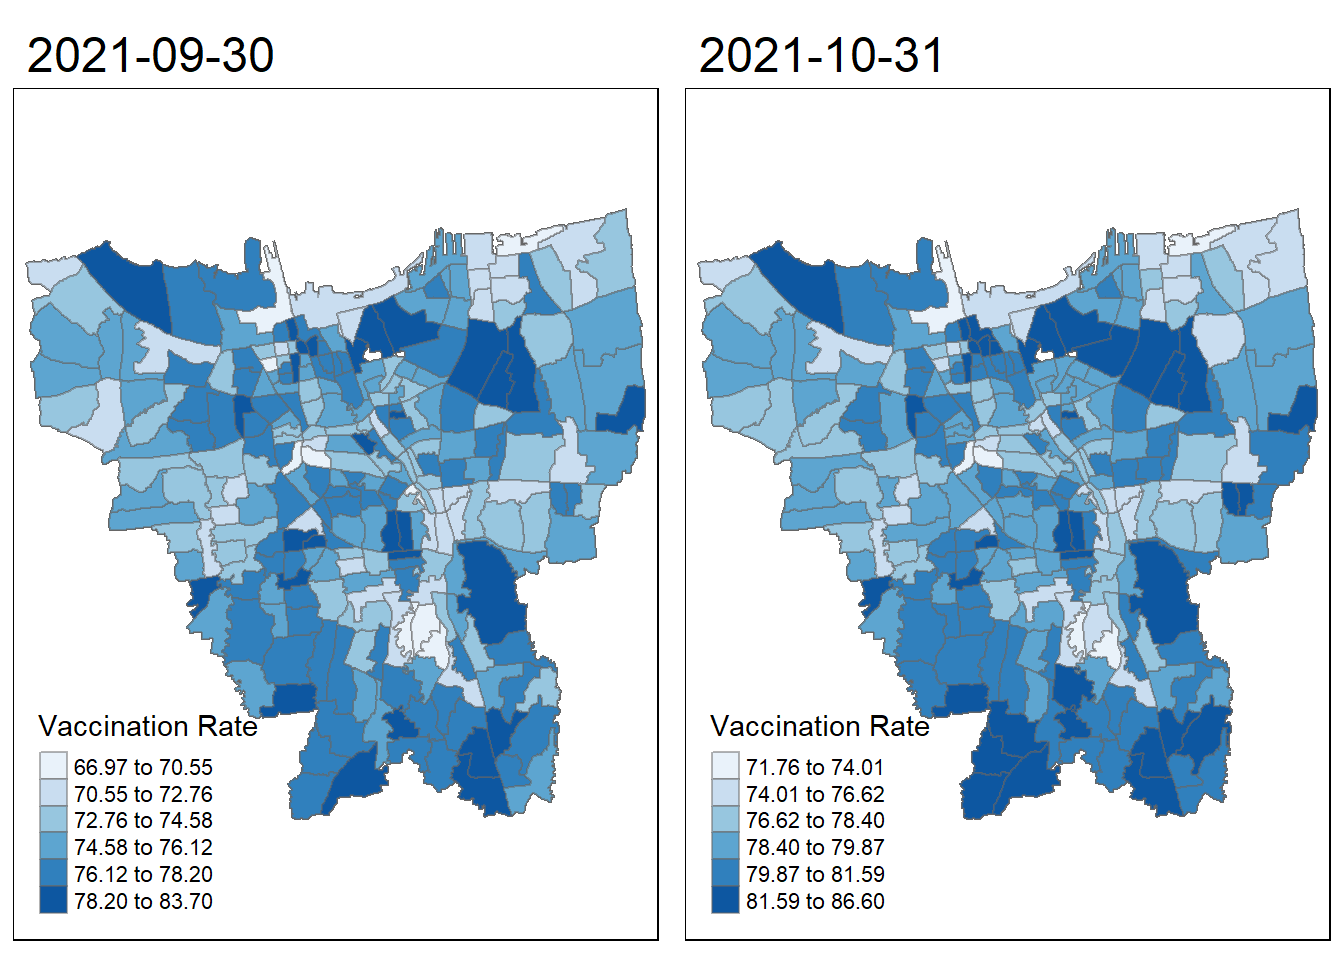 2021-09-30
Vaccination Rate
66.97 to 70.55
70.55 to 72.76
72.76 to 74.58
74.58 to 76.12
76.12 to 78.20
78.20 to 83.70
2021-10-31
Vaccination Rate
71.76 to 74.01
74.01 to 76.62
76.62 to 78.40
78.40 to 79.87
79.87 to 81.59
81.59 to 86.60